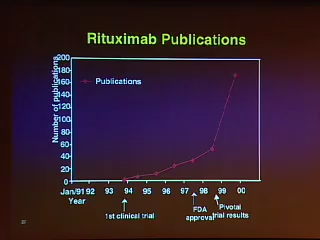 Rituximab Publications
Number of publications
200
180
160
140
120
100
80
60
40
20
0
Publications
Jan/91 92 93 94 95 96 97 98 99 00
Year
1st clinical trial
FDA
approval
Pivotal
trial results